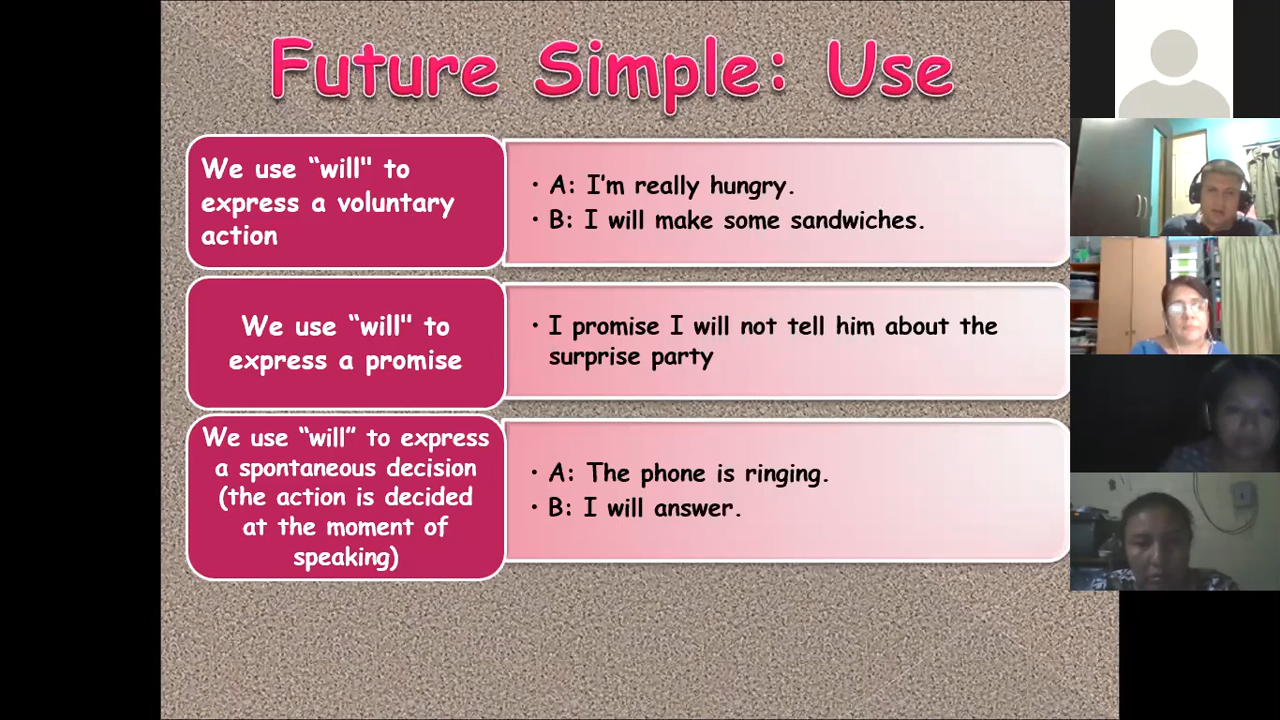 Future Simple: Use
We use “will" to
express a voluntary
action
• A: I’m really hungry.
• B: I will make some sandwiches.
We use “will" to
express a promise
• I promise I will not tell him about the
surprise party
We use “will” to express
a spontaneous decision
(the action is decided
at the moment of
speaking)
• A: The phone is ringing.
• B: I will answer.